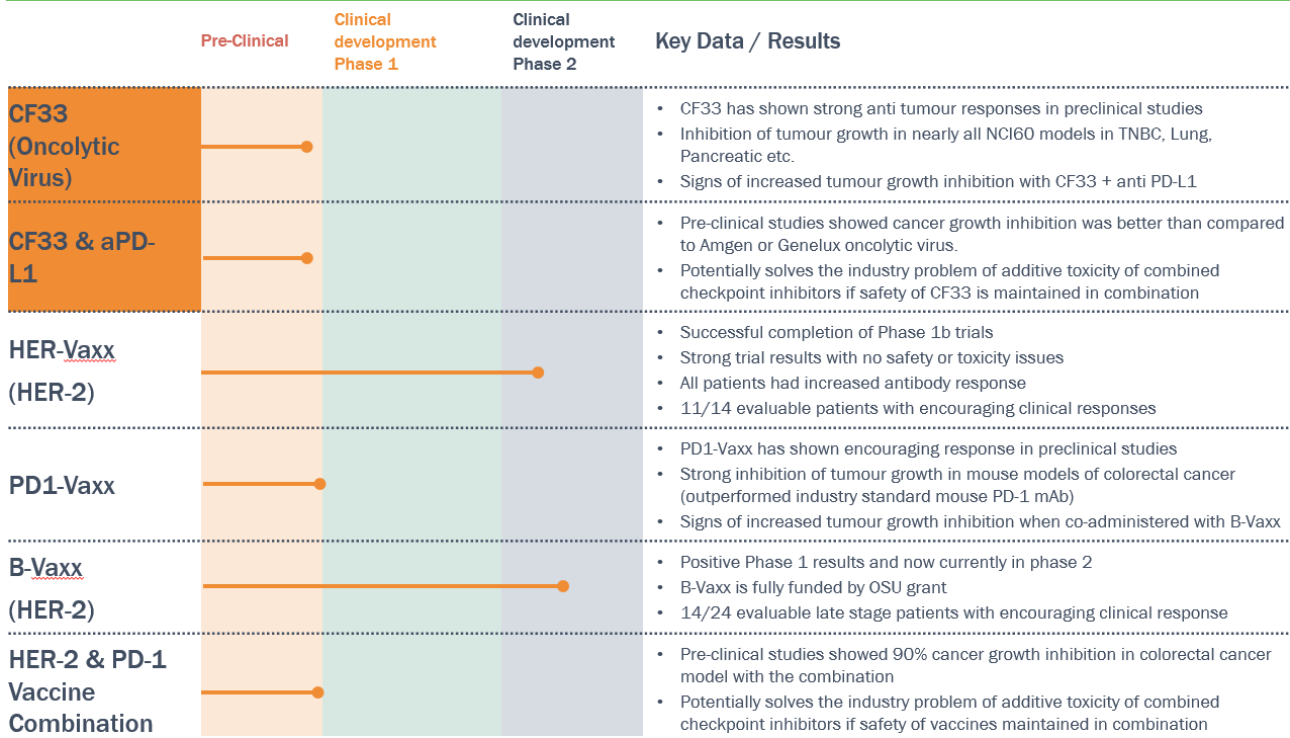 Pre-Clinical
Clinical
development
Phase 1
Clinical
development
Phase 2
Key Data / Results
CF33
(Oncolytic
Virus)
• CF33 has shown strong anti tumour responses in preclinical studies
• Inhibition of tumour growth in nearly all NCI60 models in TNBC, Lung,
Pancreatic etc.
• Signs of increased tumour growth inhibition with CF33 + anti PD-L1
CF33 & aPD-
L1
• Pre-clinical studies showed cancer growth inhibition was better than compared
to Amgen or Genelux oncolytic virus.
• Potentially solves the industry problem of additive toxicity of combined
checkpoint inhibitors if safety of CF33 is maintained in combination
HER-Vaxx
(HER-2)
• Successful completion of Phase 1b trials
• Strong trial results with no safety or toxicity issues
• All patients had increased antibody response
• 11/14 evaluable patients with encouraging clinical responses
PD1-Vaxx
• PD1-Vaxx has shown encouraging response in preclinical studies
• Strong inhibition of tumour growth in mouse models of colorectal cancer
(outperformed industry standard mouse PD-1 mAb)
• Signs of increased tumour growth inhibition when co-administered with B-Vaxx
B-Vaxx
(HER-2)
• Positive Phase 1 results and now currently in phase 2
• B-Vaxx is fully funded by OSU grant
• 14/24 evaluable late stage patients with encouraging clinical response
HER-2 & PD-1
Vaccine
Combination
• Pre-clinical studies showed 90% cancer growth inhibition in colorectal cancer
model with the combination
• Potentially solves the industry problem of additive toxicity of combined
checkpoint inhibitors if safety of vaccines maintained in combination